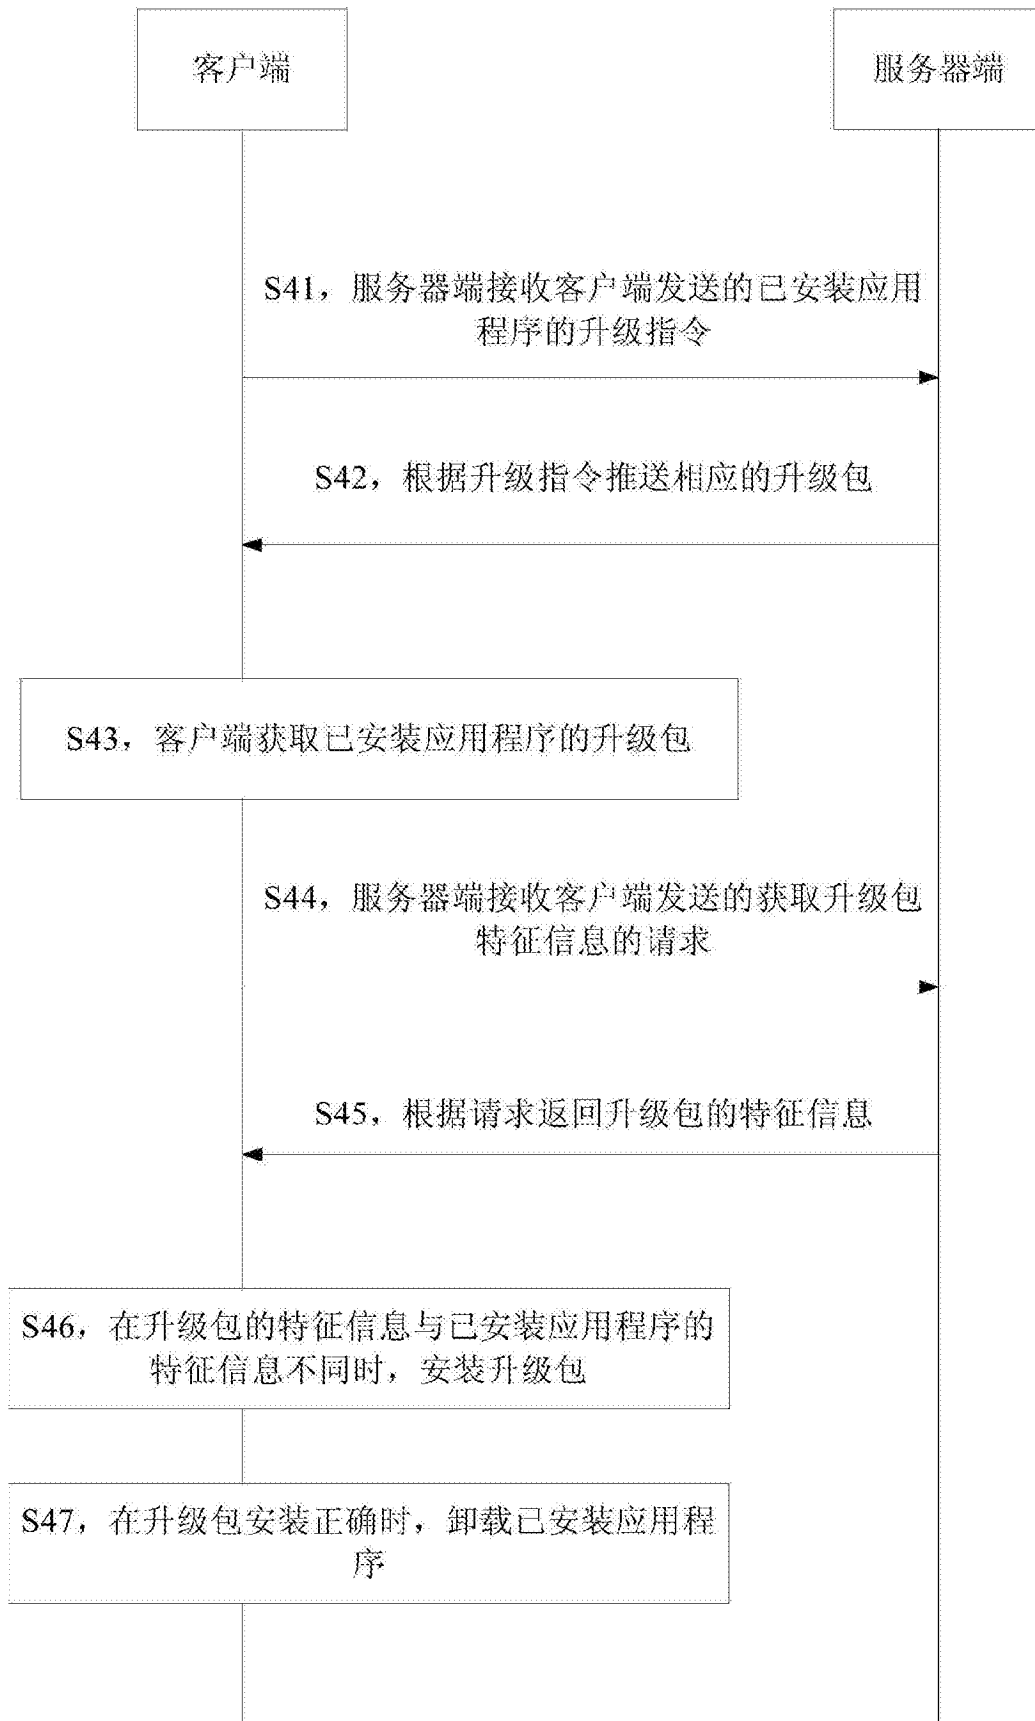 客户端
服务器端
S41，服务器端接收客户端发送的已安装应用
程序的升级指令
S42，根据升级指令推送相应的升级包
S43，客户端获取已安装应用程序的升级包
S44，服务器端接收客户端发送的获取升级包
特征信息的请求
S45，根据请求返回升级包的特征信息
S46，在升级包的特征信息与已安装应用程序的
特征信息不同时，安装升级包
S47，在升级包安装正确时，卸载已安装应用程
序